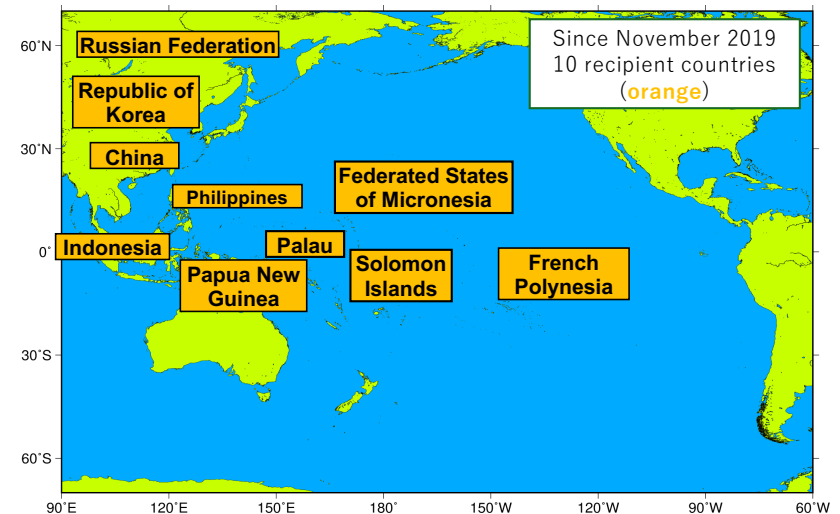 Since November 2019
10 recipient countries
(orange)
Russian Federation
Republic of
Korea
China
Philippines
Federated States
of Micronesia
Indonesia
Palau
Papua New
Guinea
Solomon
Islands
French
Polynesia
60˚N
30˚N
0˚
30˚S
60˚S
90˚E
120˚E
150˚E
180˚
150˚W
120˚W
90˚W
60˚W